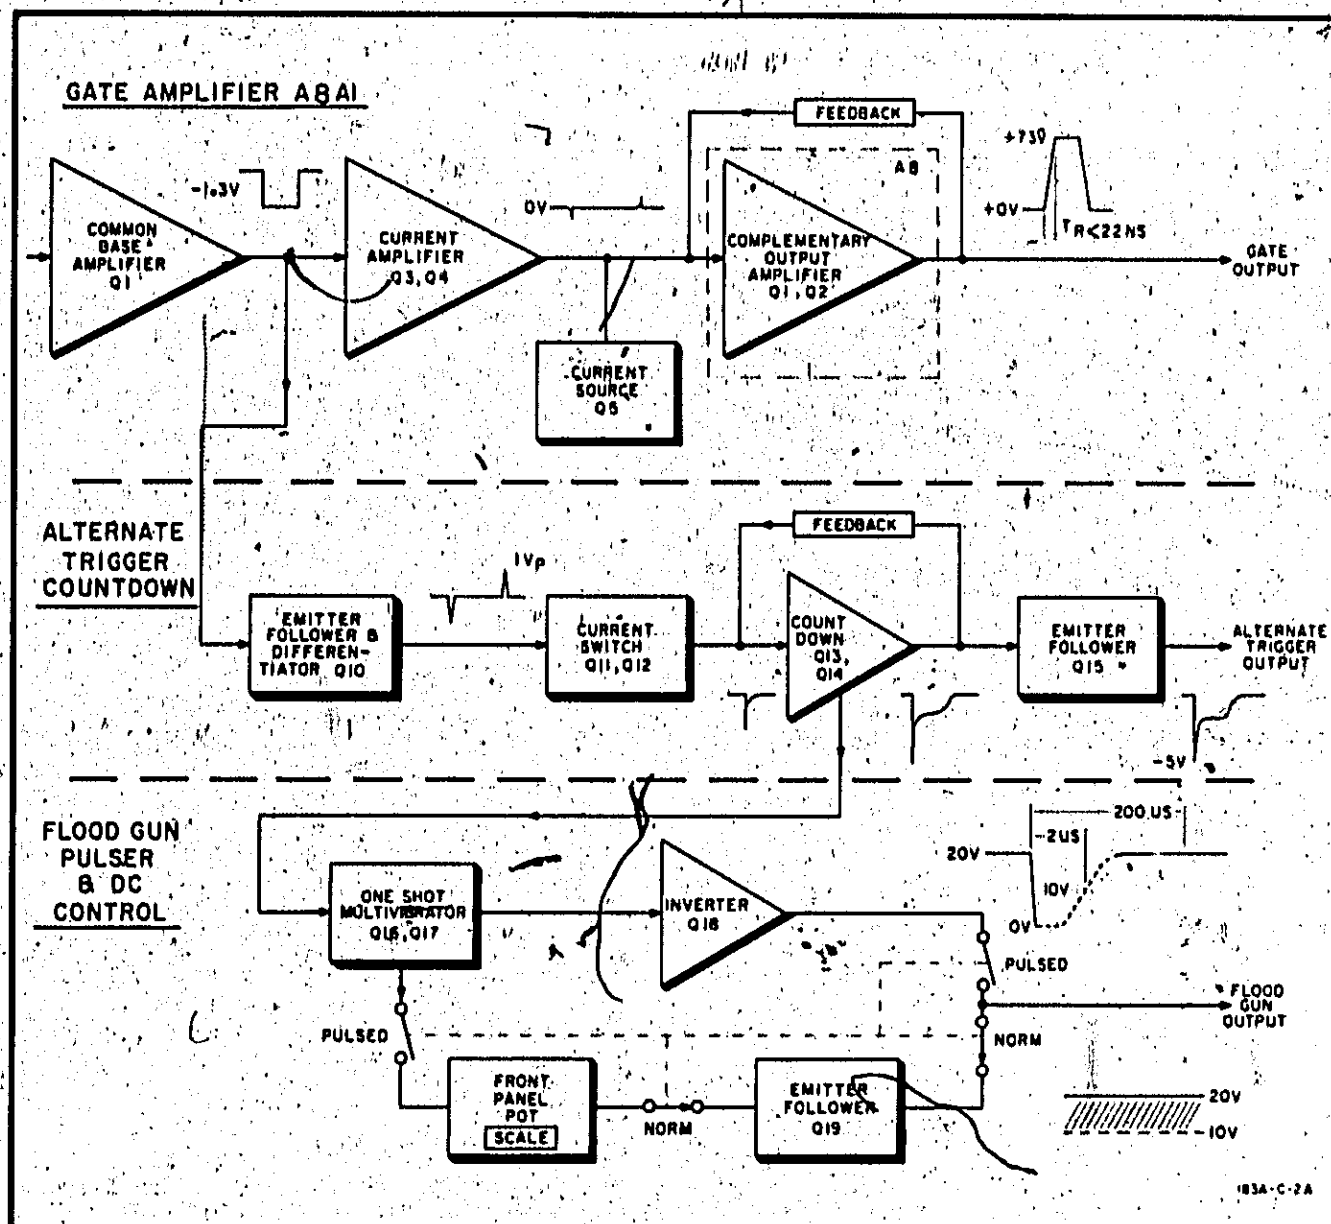 GATE AMPLIFIER A8A1
FEEDBACK
A8
-1.3V
0V
+0V
TR<22NS
COMMON
BASE
AMPLIFIER
Q1
CURRENT
AMPLIFIER
Q3,Q4
COMPLEMENTARY
OUTPUT
AMPLIFIER
Q1,Q2
GATE
OUTPUT
CURRENT
SOURCE
Q5
ALTERNATE
TRIGGER
COUNTDOWN
FEEDBACK
1Vp
EMITTER
FOLLOWER &
DIFFEREN-
TIATOR Q10
CURRENT
SWITCH
Q11,Q12
COUNT
DOWN
Q13,
Q14
EMITTER
FOLLOWER
Q15
ALTERNATE
TRIGGER
OUTPUT
-5V
FLOOD GUN
PULSER
& DC
CONTROL
200 US
2US
20V
10V
0V
ONE SHOT
MULTIVIBRATOR
Q16,Q17
INVERTER
Q18
PULSED
FLOOD
GUN
OUTPUT
PULSED
NORM
FRONT
PANEL
POT
SCALE
NORM
EMITTER
FOLLOWER
Q19
20V
10V
183A-C-2A